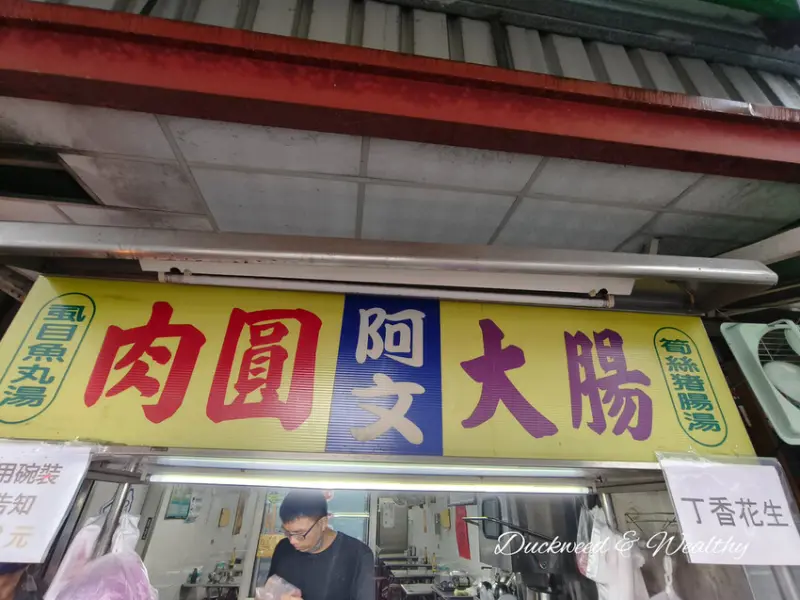 虱目魚丸湯
肉圓
阿文
大腸
筍絲豬腸湯
用碗裝
告知
元
丁香花生
Duckweed & Wealthy